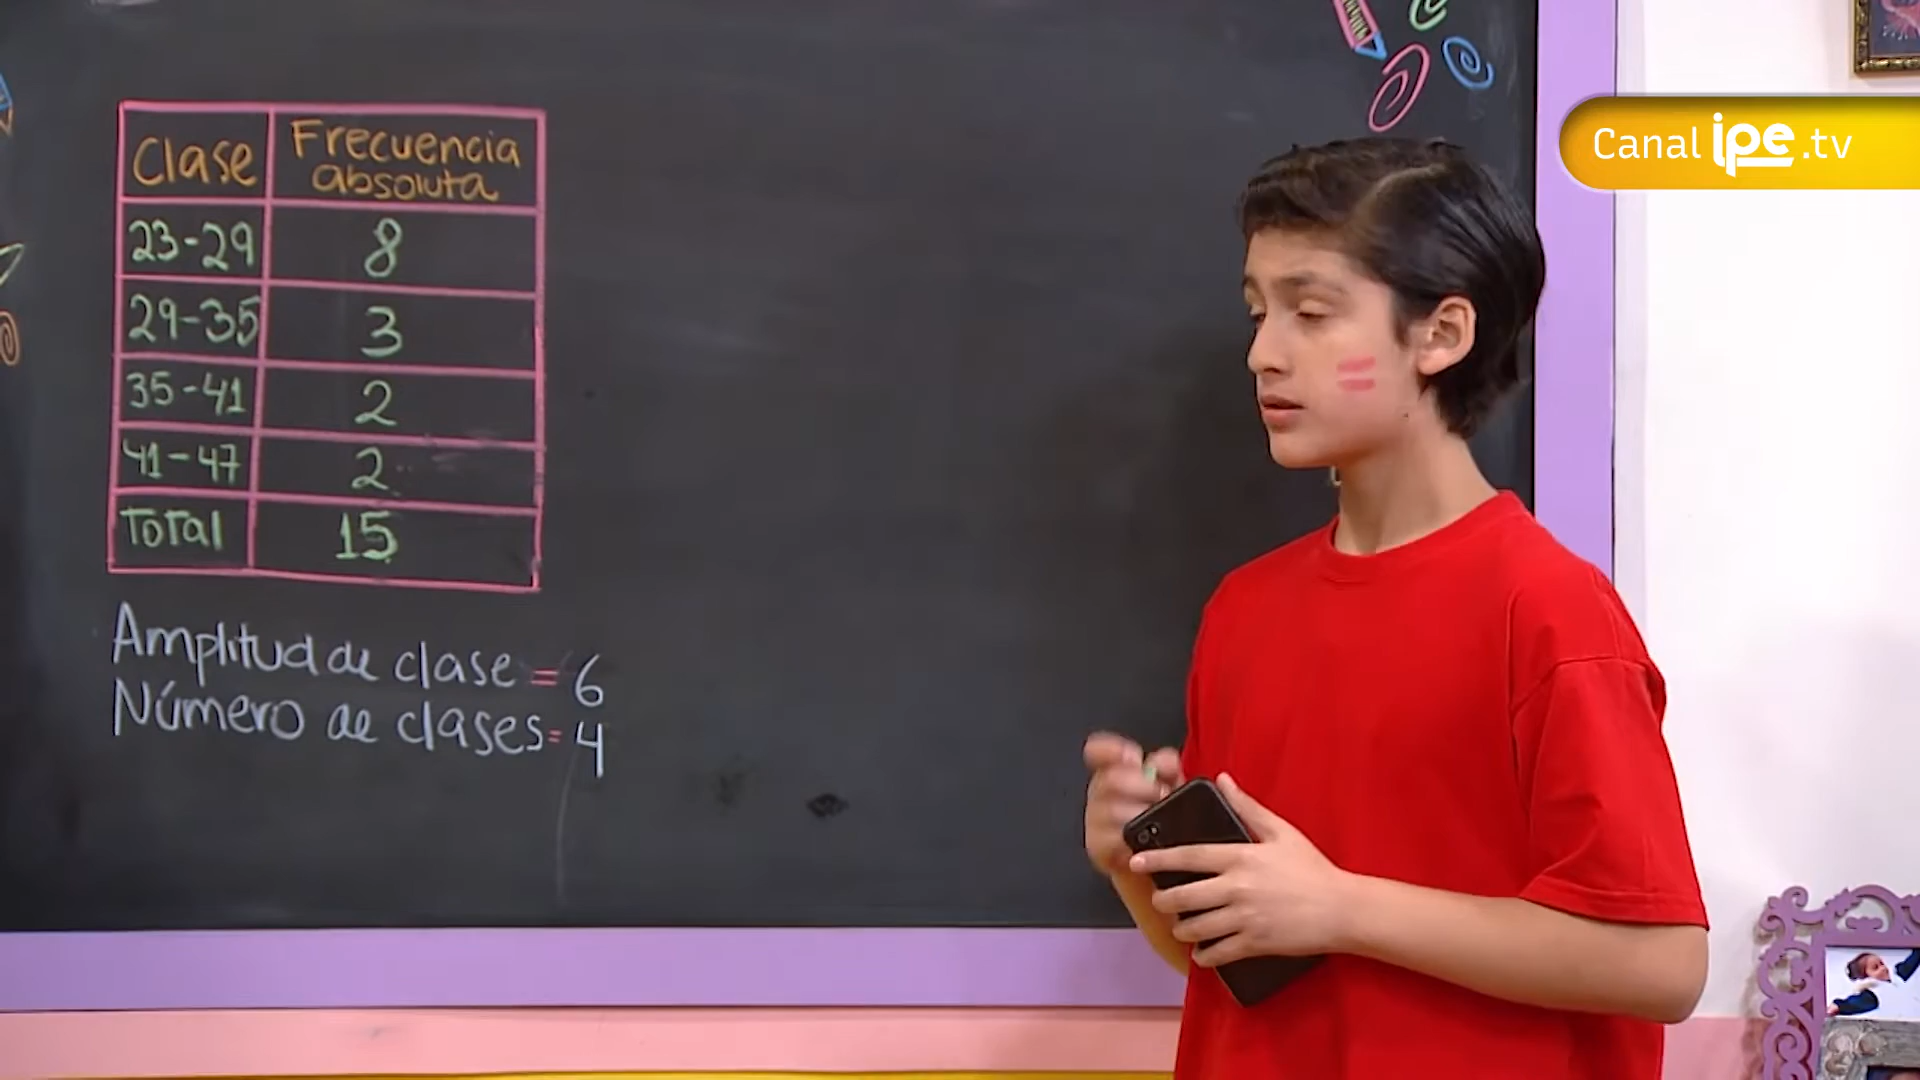 Clase Frecuencia absoluta
23-29 8
29-35 3
35-41 2
41-47 2
Total 15
Amplitud de clase = 6
Número de clases = 4
Canal ipe.tv